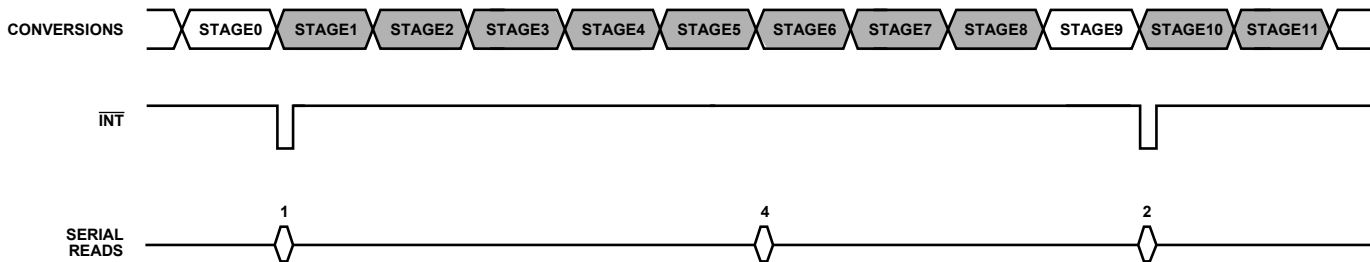 CONVERSIONS STAGE0 STAGE1 STAGE2 STAGE3 STAGE4 STAGE5 STAGE6 STAGE7 STAGE8 STAGE9 STAGE10 STAGE11
INT
1 4 2
SERIAL
READS